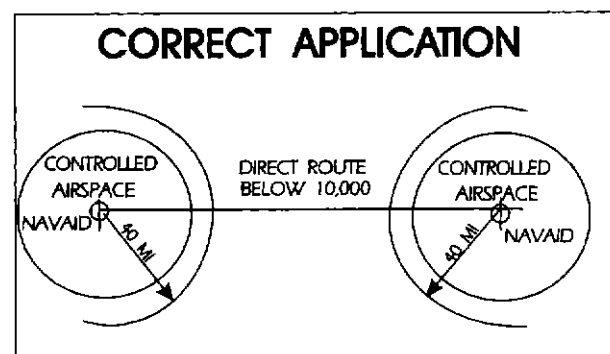 CORRECT APPLICATION
CONTROLLED
AIRSPACE
NAVAID
40 MI
DIRECT ROUTE
BELOW 10,000
CONTROLLED
AIRSPACE
NAVAID
40 MI